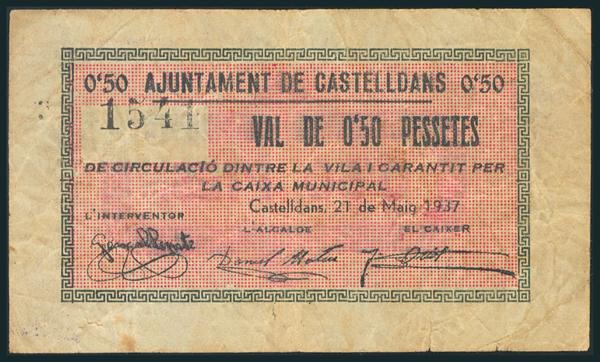 0'50 AJUNTAMENT DE CASTELLDANS 0'50
1541
VAL DE 0'50 PESSETES
DE CIRCULACIÓ DINTRE LA VILA I GARANTIT PER
LA CAIXA MUNICIPAL
Castelldans, 21 de Maig 1937
L'INTERVENTOR L'ALCALDE EL CAIXER